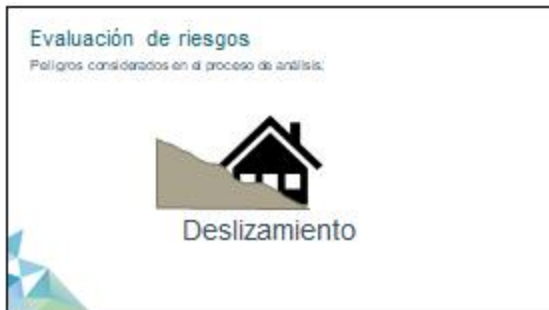 Evaluación de riesgos
Peligros considerados en el proceso de análisis.
Deslizamiento